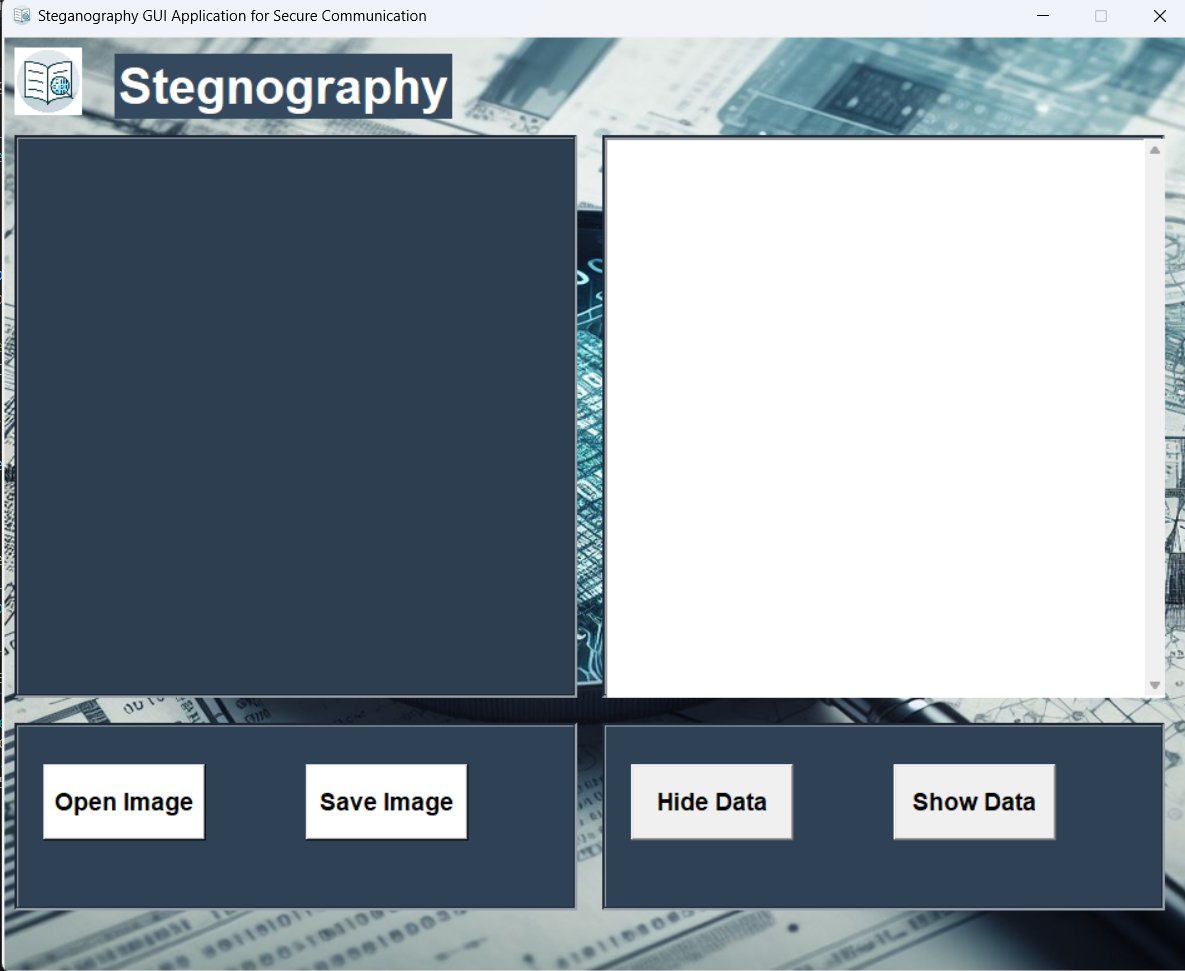 Steganography GUI Application for Secure Communication
Stegnography
Open Image
Save Image
Hide Data
Show Data